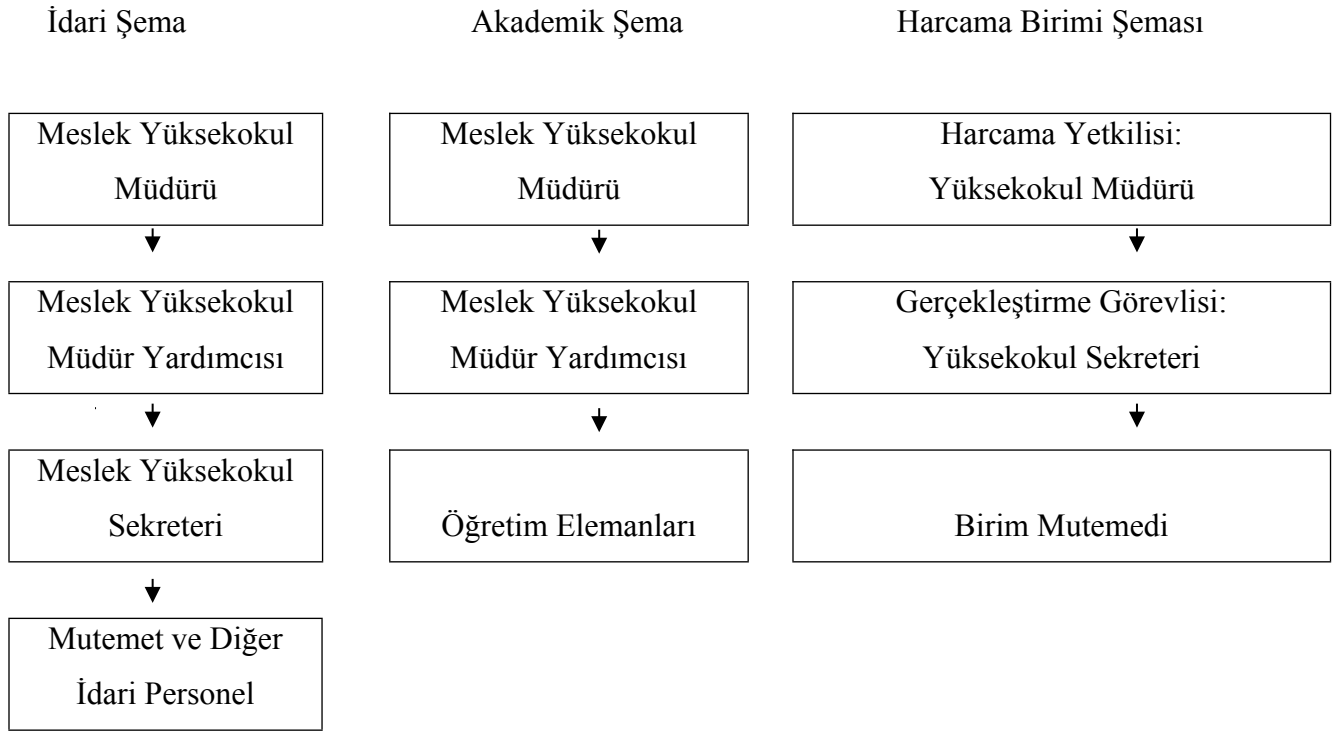 İdari Şema
Akademik Şema
Harcama Birimi Şeması
Meslek Yüksekokul
Müdürü
Meslek Yüksekokul
Müdür Yardımcısı
Meslek Yüksekokul
Sekreteri
Mutemet ve Diğer
İdari Personel
Meslek Yüksekokul
Müdürü
Meslek Yüksekokul
Müdür Yardımcısı
Öğretim Elemanları
Harcama Yetkilisi:
Yüksekokul Müdürü
Gerçekleştirme Görevlisi:
Yüksekokul Sekreteri
Birim Mutemedi